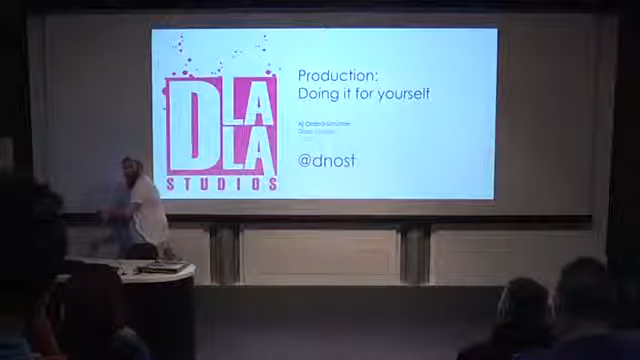 DLA
LA
STUDIOS
Production:
Doing it for yourself
@dnost